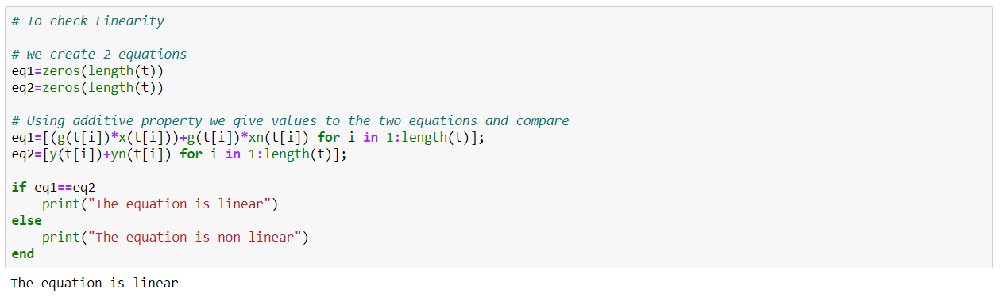 # To check Linearity
# we create 2 equations
eq1=zeros(length(t))
eq2=zeros(length(t))
# Using additive property we give values to the two equations and compare
eq1=[(g(t[i])*x(t[i]))+g(t[i])*xn(t[i]) for i in 1:length(t)];
eq2=[y(t[i])+yn(t[i]) for i in 1:length(t)];
if eq1==eq2
    print("The equation is linear")
else
    print("The equation is non-linear")
end
The equation is linear